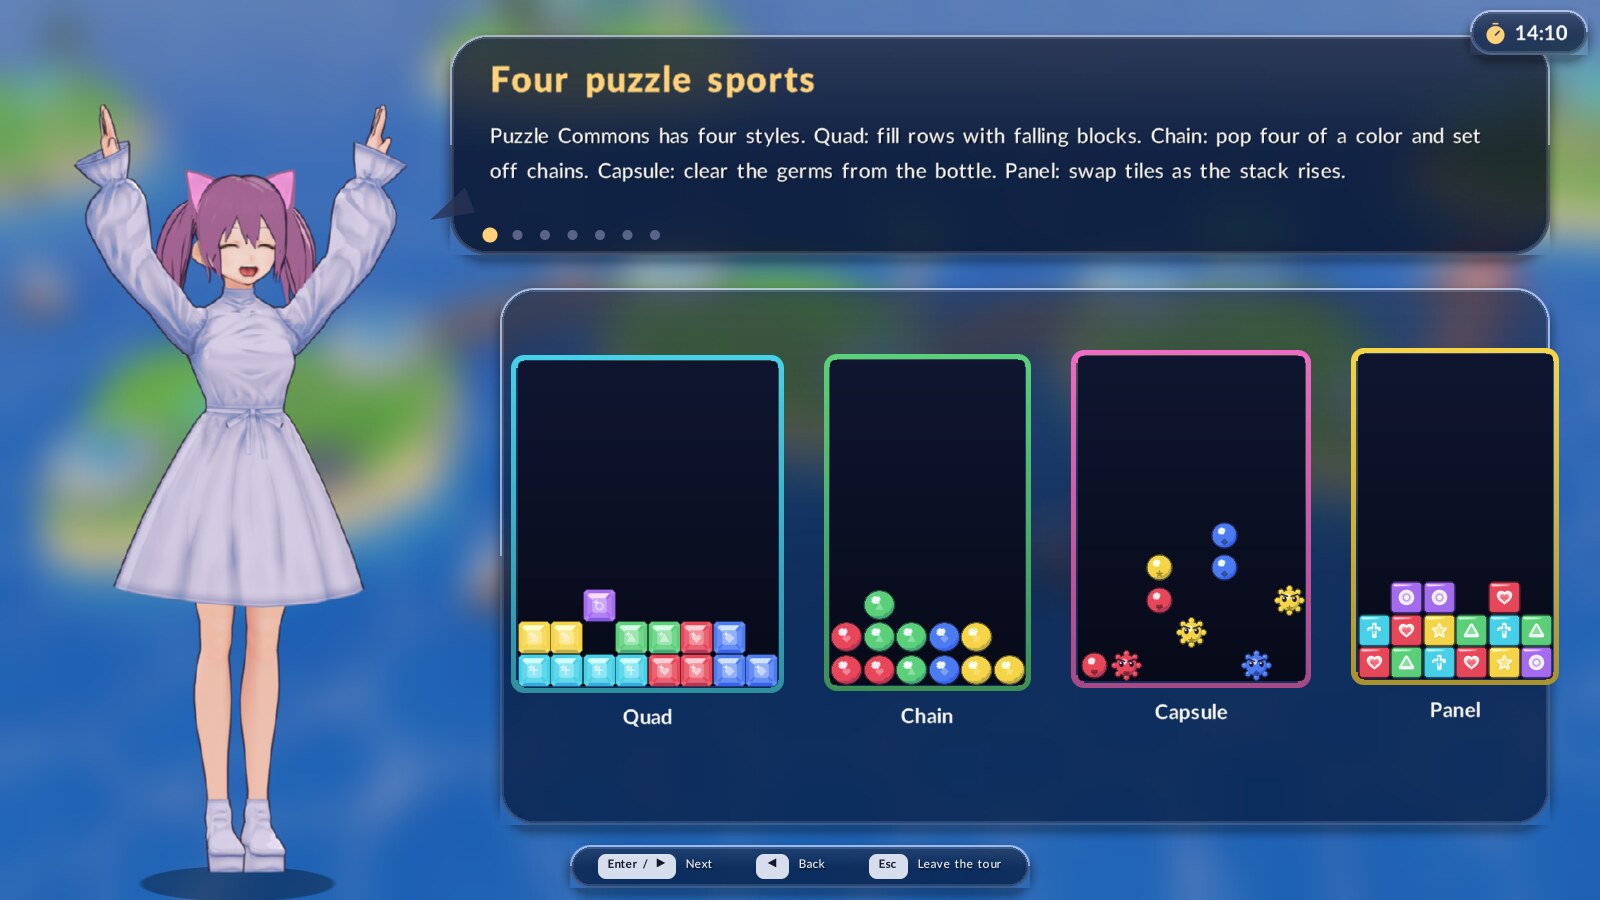 14:10
Four puzzle sports
Puzzle Commons has four styles. Quad: fill rows with falling blocks. Chain: pop four of a color and set
off chains. Capsule: clear the germs from the bottle. Panel: swap tiles as the stack rises.
Quad
Chain
Capsule
Panel
Enter / ▶ Next ◀ Back Esc Leave the tour